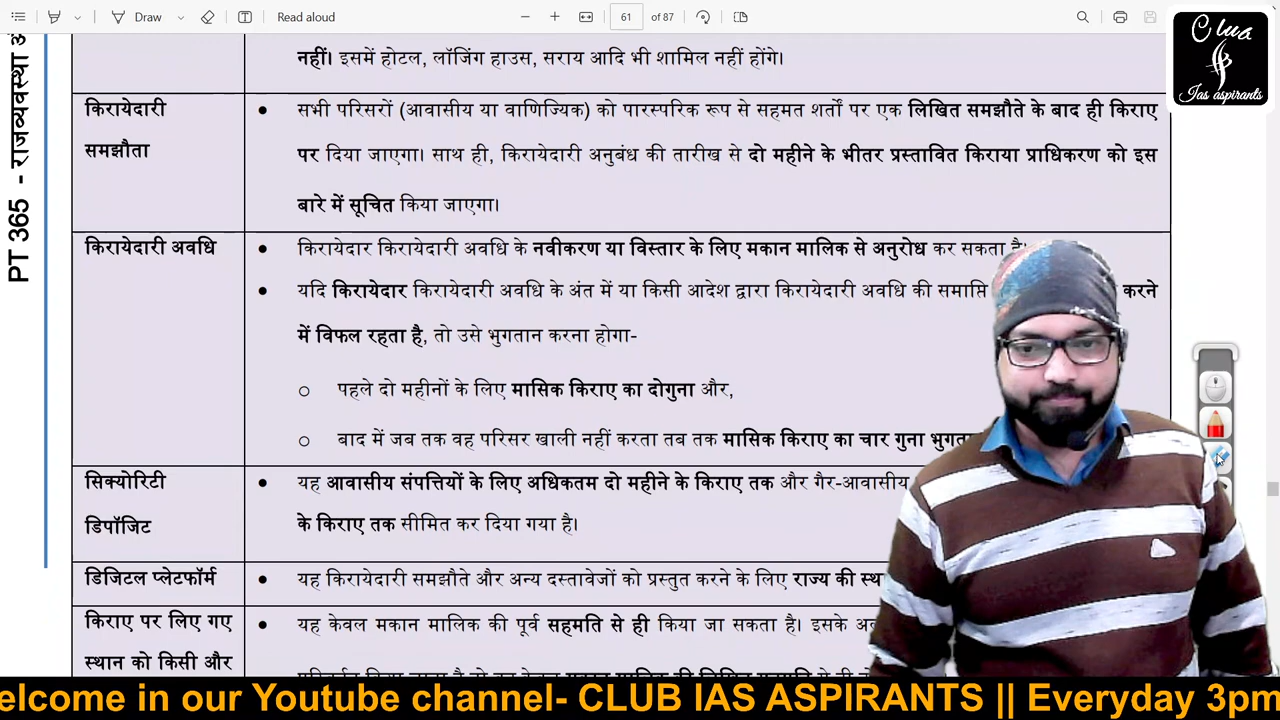 Draw
Read aloud
61 of 87
Clua
Ias aspirants
PT 365 - राजव्यवस्था
नहीं। इसमें होटल, लॉजिंग हाउस, सराय आदि भी शामिल नहीं होंगे।
किरायेदारी
समझौता
सभी परिसरों (आवासीय या वाणिज्यिक) को पारस्परिक रूप से सहमत शर्तों पर एक लिखित समझौते के बाद ही किराए
पर दिया जाएगा। साथ ही, किरायेदारी अनुबंध की तारीख से दो महीने के भीतर प्रस्तावित किराया प्राधिकरण को इस
बारे में सूचित किया जाएगा।
किरायेदारी अवधि
किरायेदार किरायेदारी अवधि के नवीकरण या विस्तार के लिए मकान मालिक से अनुरोध कर सकता है।
यदि किरायेदार किरायेदारी अवधि के अंत में या किसी आदेश द्वारा किरायेदारी अवधि की समाप्ति करने
में विफल रहता है, तो उसे भुगतान करना होगा-
पहले दो महीनों के लिए मासिक किराए का दोगुना और,
बाद में जब तक वह परिसर खाली नहीं करता तब तक मासिक किराए का चार गुना
सिक्योरिटी
डिपॉजिट
यह आवासीय संपत्तियों के लिए अधिकतम दो महीने के किराए तक और गैर-आवासीय
के किराए तक सीमित कर दिया गया है।
डिजिटल प्लेटफॉर्म
यह किरायेदारी समझौते और अन्य दस्तावेजों को प्रस्तुत करने के लिए राज्य की
किराए पर लिए गए
स्थान को किसी और
यह केवल मकान मालिक की पूर्व सहमति से ही किया जा सकता है। इसके
elcome in our Youtube channel- CLUB IAS ASPIRANTS || Everyday 3pm